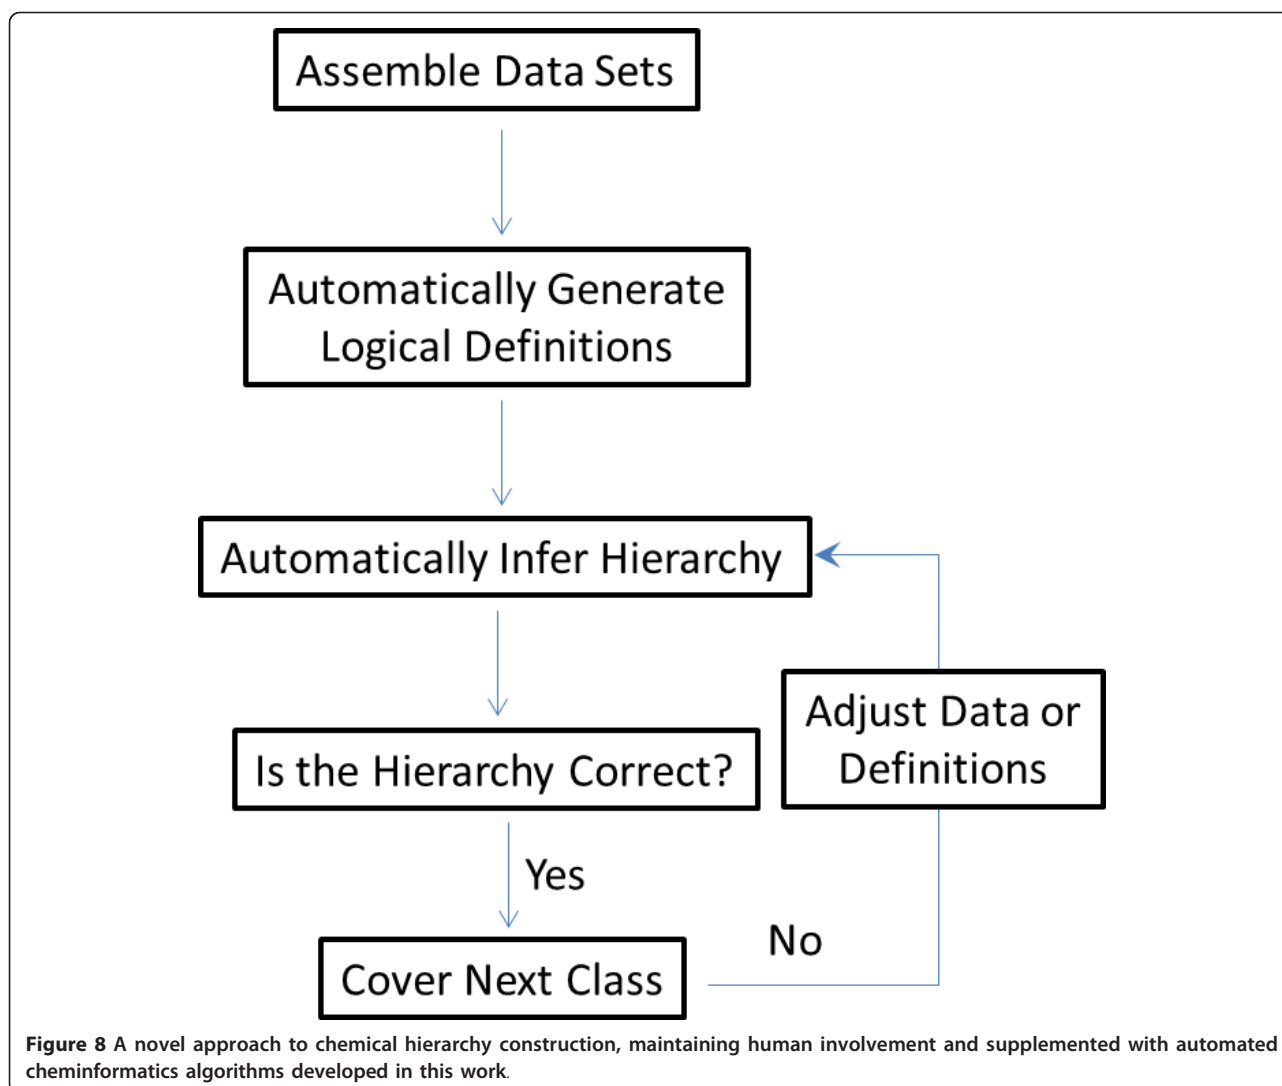 Assemble Data Sets
Automatically Generate
Logical Definitions
Automatically Infer Hierarchy
Adjust Data or
Definitions
Is the Hierarchy Correct?
Yes
No
Cover Next Class
Figure 8 A novel approach to chemical hierarchy construction, maintaining human involvement and supplemented with automated
cheminformatics algorithms developed in this work.